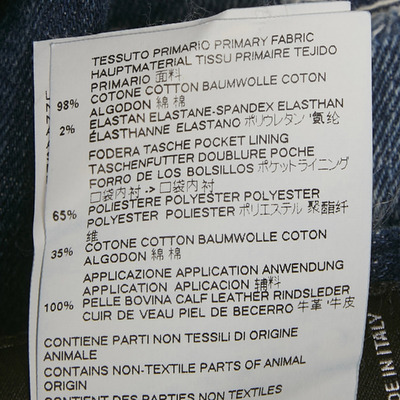 TESSUTO PRIMARIO PRIMARY FABRIC
HAUPTMATERIAL TISSU PRIMAIRE TEJIDO
PRIMARIO 面料
98% COTONE COTTON BAUMWOLLE COTON
ALGODON 綿 棉
2% ELASTAN ELASTANE-SPANDEX ELASTHAN
ÉLASTHANNE ELASTANO ポリウレタン '氨纶
FODERA TASCHE POCKET LINING
TASCHENFUTTER DOUBLURE POCHE
FORRO DE LOS BOLSILLOS ポケットライニング
口袋内衬 -> 口袋内衬
65% POLIESTERE POLYESTER POLYESTER
POLYESTER POLIESTER ポリエステル 聚酯纤
维
35% COTONE COTTON BAUMWOLLE COTON
ALGODON 綿 棉
APPLICAZIONE APPLICATION ANWENDUNG
APPLICATION APLICACION 辅料
100% PELLE BOVINA CALF LEATHER RINDSLEDER
CUIR DE VEAU PIEL DE BECERRO 牛革 '牛皮
CONTIENE PARTI NON TESSILI DI ORIGINE
ANIMALE
CONTAINS NON-TEXTILE PARTS OF ANIMAL
ORIGIN
CONTIENT DES PARTIES NON TEXTILES
DE IN ITALY